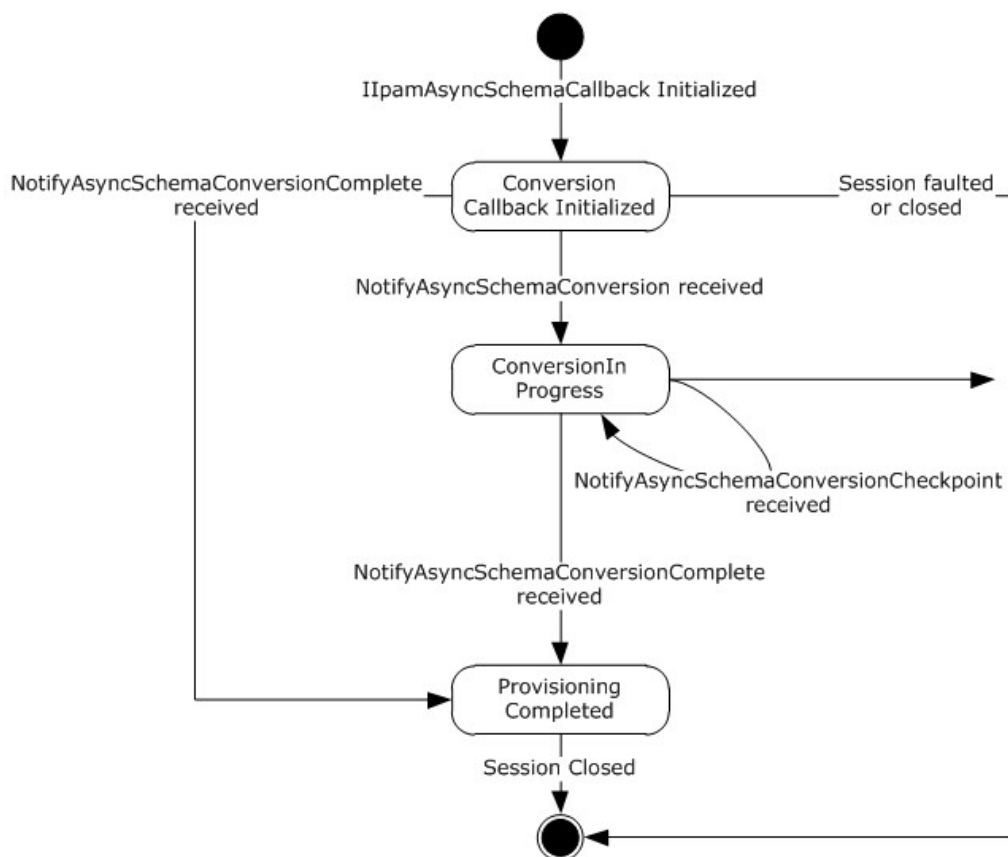 IIpamAsyncSchemaCallback Initialized
NotifyAsyncSchemaConversionComplete
received
Conversion
Callback Initialized
Session faulted
or closed
NotifyAsyncSchemaConversion received
ConversionIn
Progress
NotifyAsyncSchemaConversionCheckpoint
received
NotifyAsyncSchemaConversionComplete
received
Provisioning
Completed
Session Closed